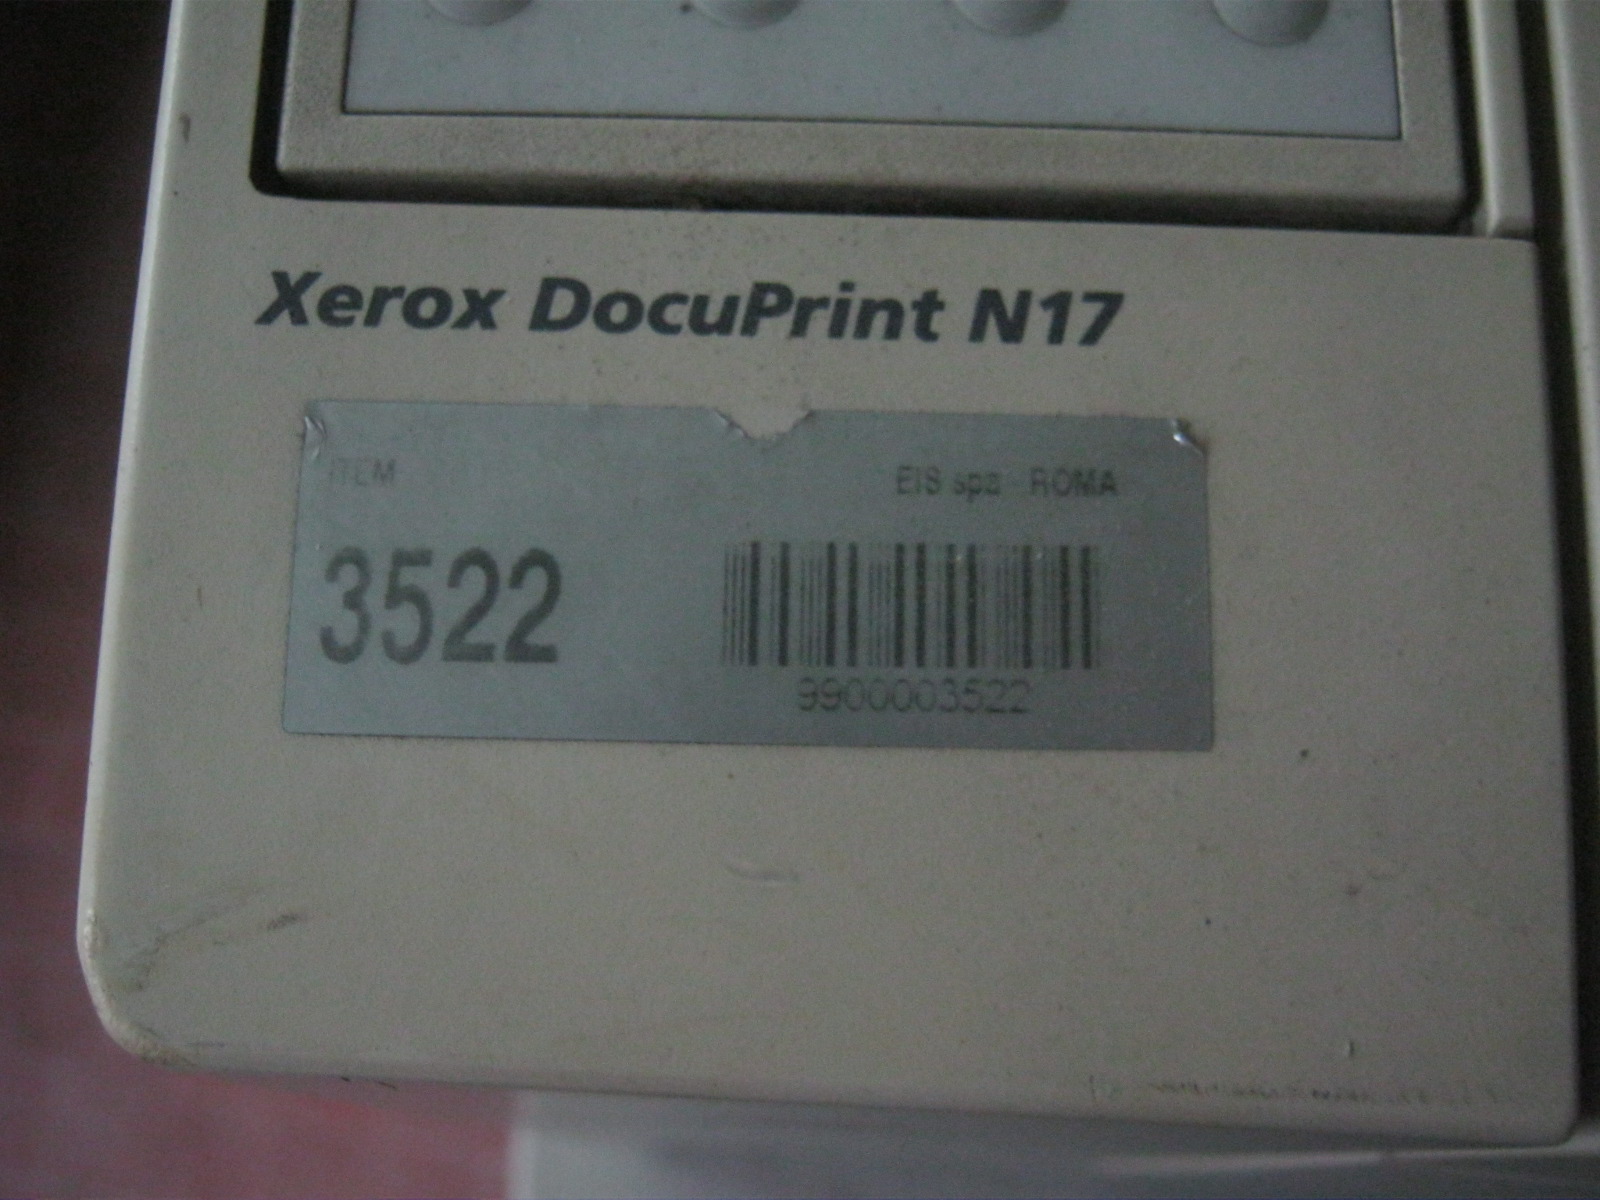 Xerox DocuPrint N17
ITEM
EIS spa ROMA
3522
9900003522